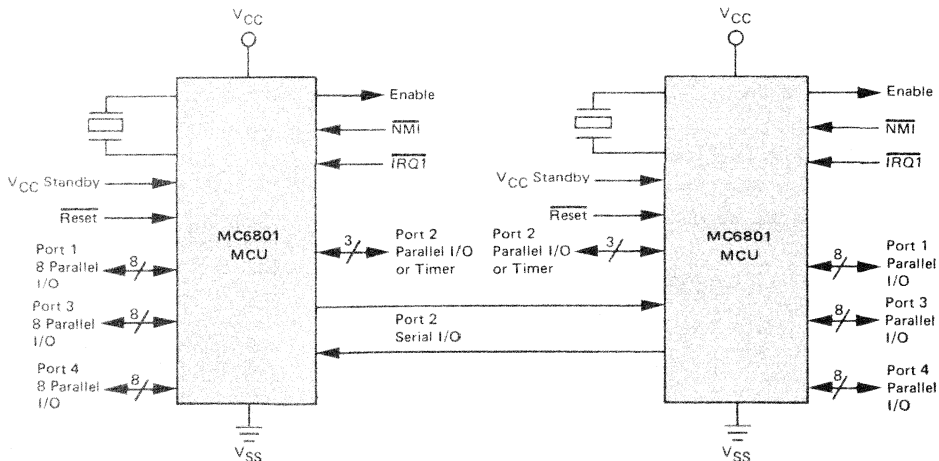 VCC
Enable
NMI
IRQ1
VCC Standby
Reset
MC6801
MCU
Port 1
8 Parallel
I/O
8
Port 3
8 Parallel
I/O
8
Port 4
8 Parallel
I/O
8
3
Port 2
Parallel I/O
or Timer
Port 2
Serial I/O
VSS
VCC
Enable
NMI
IRQ1
VCC Standby
Reset
Port 2
Parallel I/O
or Timer
3
MC6801
MCU
8
Port 1
Parallel
I/O
8
Port 3
Parallel
I/O
8
Port 4
Parallel
I/O
VSS